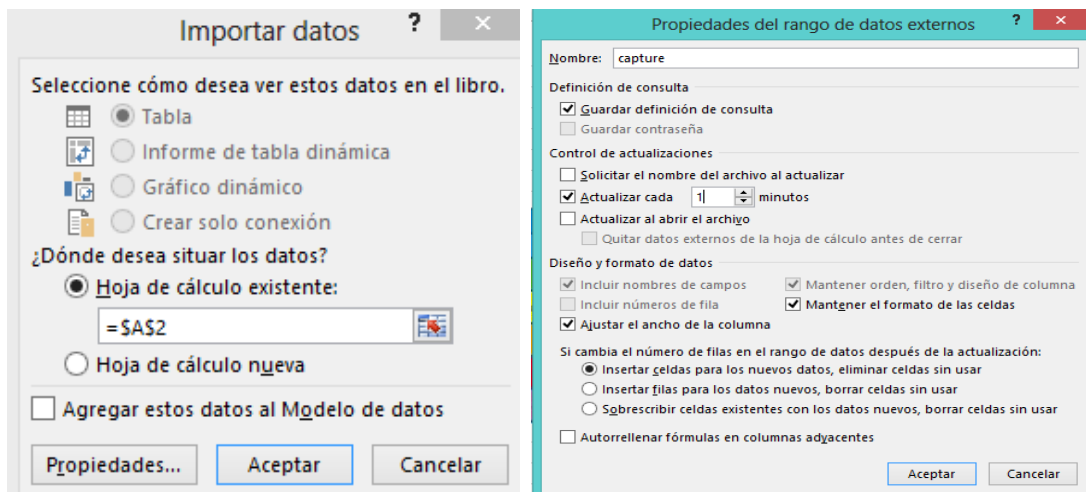 Importar datos ? ×
Seleccione cómo desea ver estos datos en el libro.
Tabla
Informe de tabla dinámica
Gráfico dinámico
Crear solo conexión
¿Dónde desea situar los datos?
Hoja de cálculo existente:
=$A$2
Hoja de cálculo nueva
Agregar estos datos al Modelo de datos
Propiedades... Aceptar Cancelar
Propiedades del rango de datos externos ? ×
Nombre: capture
Definición de consulta
Guardar definición de consulta
Guardar contraseña
Control de actualizaciones
Solicitar el nombre del archivo al actualizar
Actualizar cada 1 minutos
Actualizar al abrir el archivo
Quitar datos externos de la hoja de cálculo antes de cerrar
Diseño y formato de datos
Incluir nombres de campos Mantener orden, filtro y diseño de columna
Incluir números de fila Mantener el formato de las celdas
Ajustar el ancho de la columna
Si cambia el número de filas en el rango de datos después de la actualización:
Insertar celdas para los nuevos datos, eliminar celdas sin usar
Insertar filas para los datos nuevos, borrar celdas sin usar
Sobrescribir celdas existentes con los datos nuevos, borrar celdas sin usar
Autorrellenar fórmulas en columnas adyacentes
Aceptar Cancelar